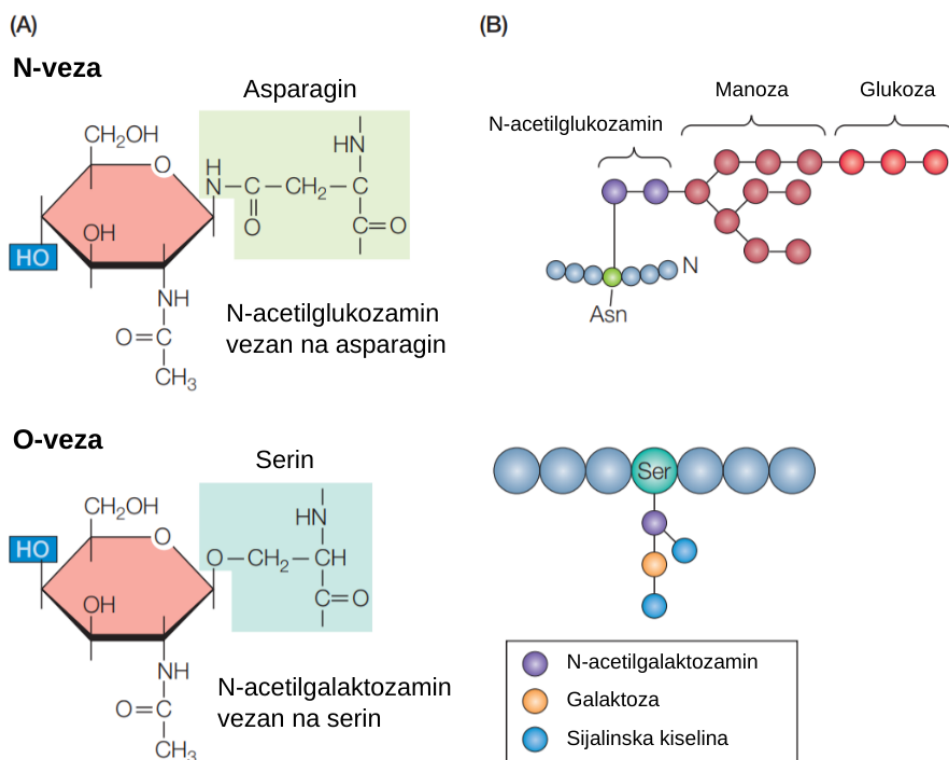 (A)
N-veza
Asparagin
CH₂OH
O
HN
H
N
C
CH₂
C
O
C=O
OH
HO
NH
O=C
CH₃
N-acetilglukozamin
vezan na asparagin
(B)
Manoza
Glukoza
N-acetilglukozamin
N
Asn
O-veza
Serin
CH₂OH
HO
O
HN
O
CH₂
CH
C=O
OH
NH
O=C
CH₃
N-acetilgalaktozamin
vezan na serin
Ser
N-acetilgalaktozamin
Galaktoza
Sijalinska kiselina